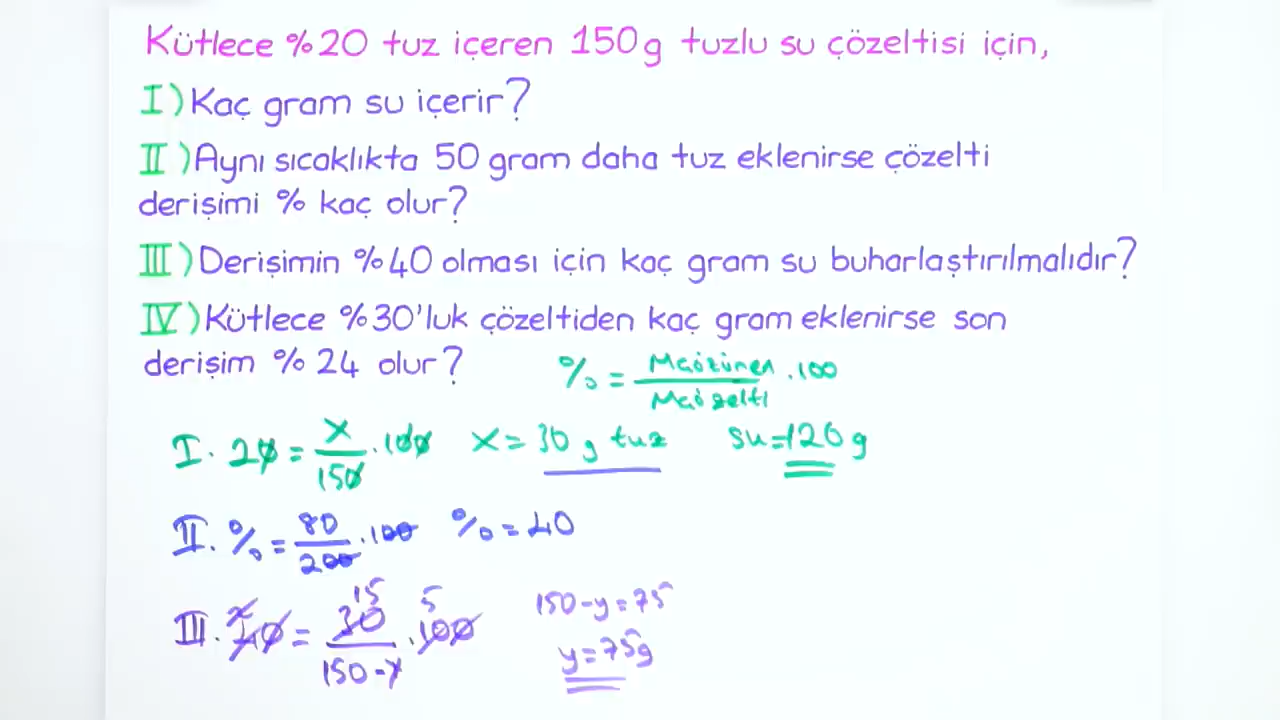 Kütlece %20 tuz içeren 150g tuzlu su çözeltisi için,
I) Kaç gram su içerir?
II) Aynı sıcaklıkta 50 gram daha tuz eklenirse çözelti
derişimi % kaç olur?
III) Derişimin %40 olması için kaç gram su buharlaştırılmalıdır?
IV) Kütlece %30'luk çözeltiden kaç gram eklenirse son
derişim % 24 olur?
% = Mçözünen / Mçözelti .100
I. 20 = x / 150 .100 x = 30 g tuz su = 120 g
II. % = 80 / 200 .100 % = 40
III. 40 2 = 30 15 / 150 - y .100 5
150 - y = 75
y = 75g